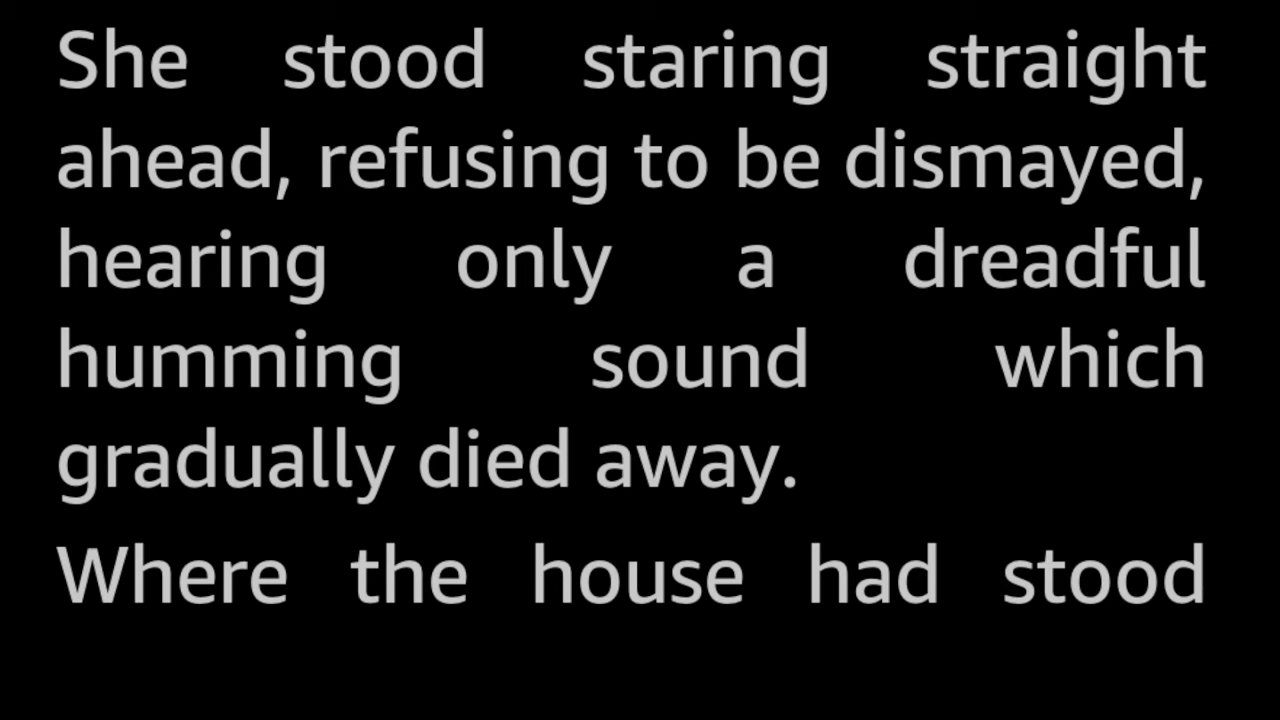 She stood staring straight
ahead, refusing to be dismayed,
hearing only a dreadful
humming sound which
gradually died away.
Where the house had stood